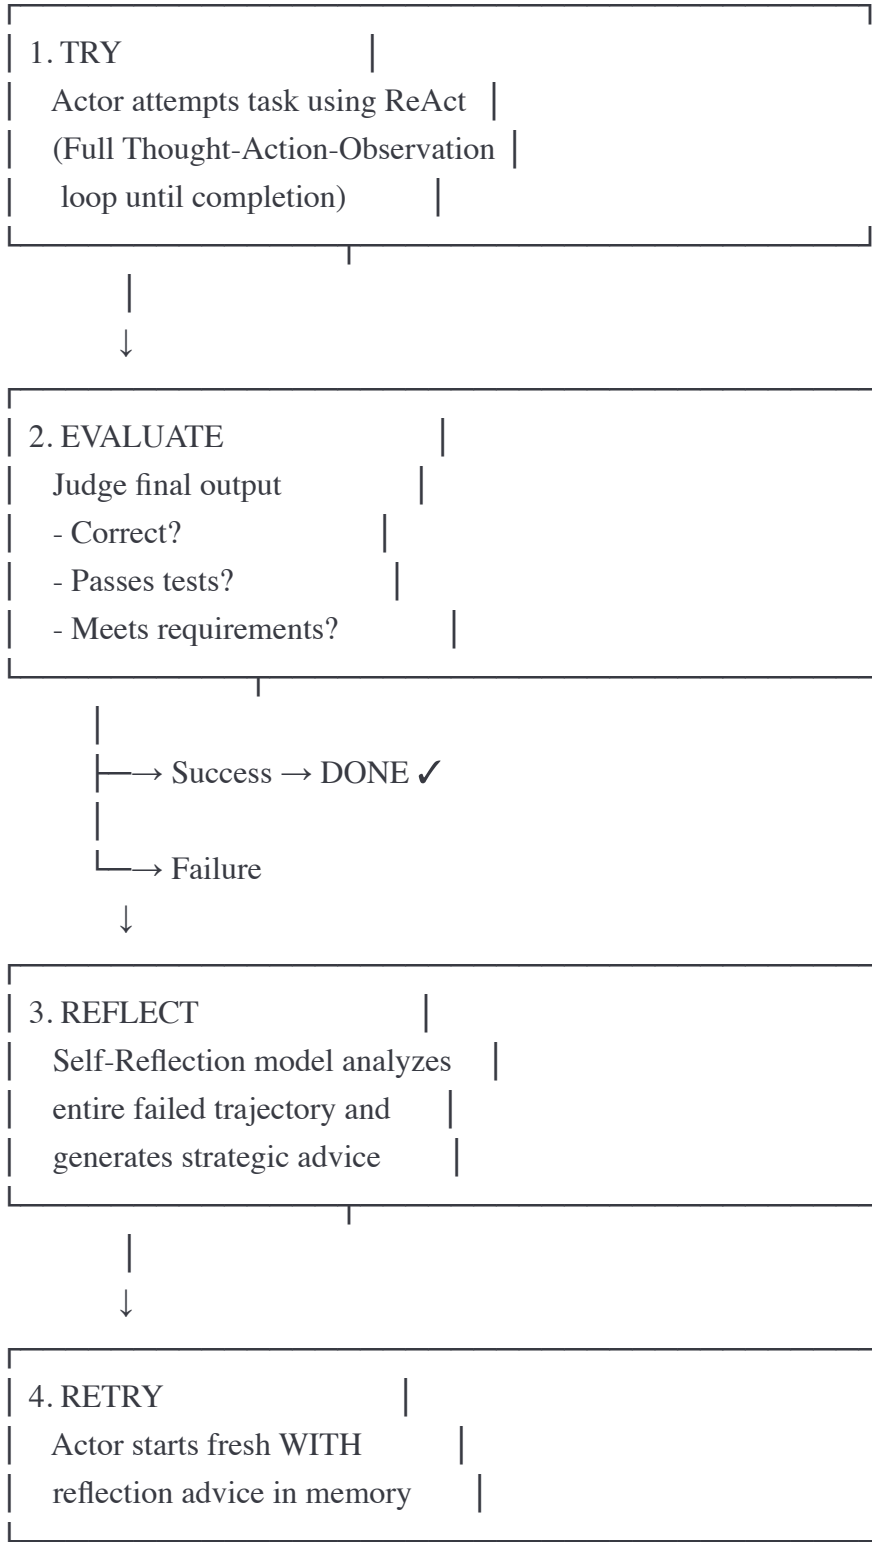 1. TRY
Actor attempts task using ReAct
(Full Thought-Action-Observation
loop until completion)
↓
2. EVALUATE
Judge final output
- Correct?
- Passes tests?
- Meets requirements?
├─→ Success → DONE ✓
└─→ Failure
↓
3. REFLECT
Self-Reflection model analyzes
entire failed trajectory and
generates strategic advice
↓
4. RETRY
Actor starts fresh WITH
reflection advice in memory